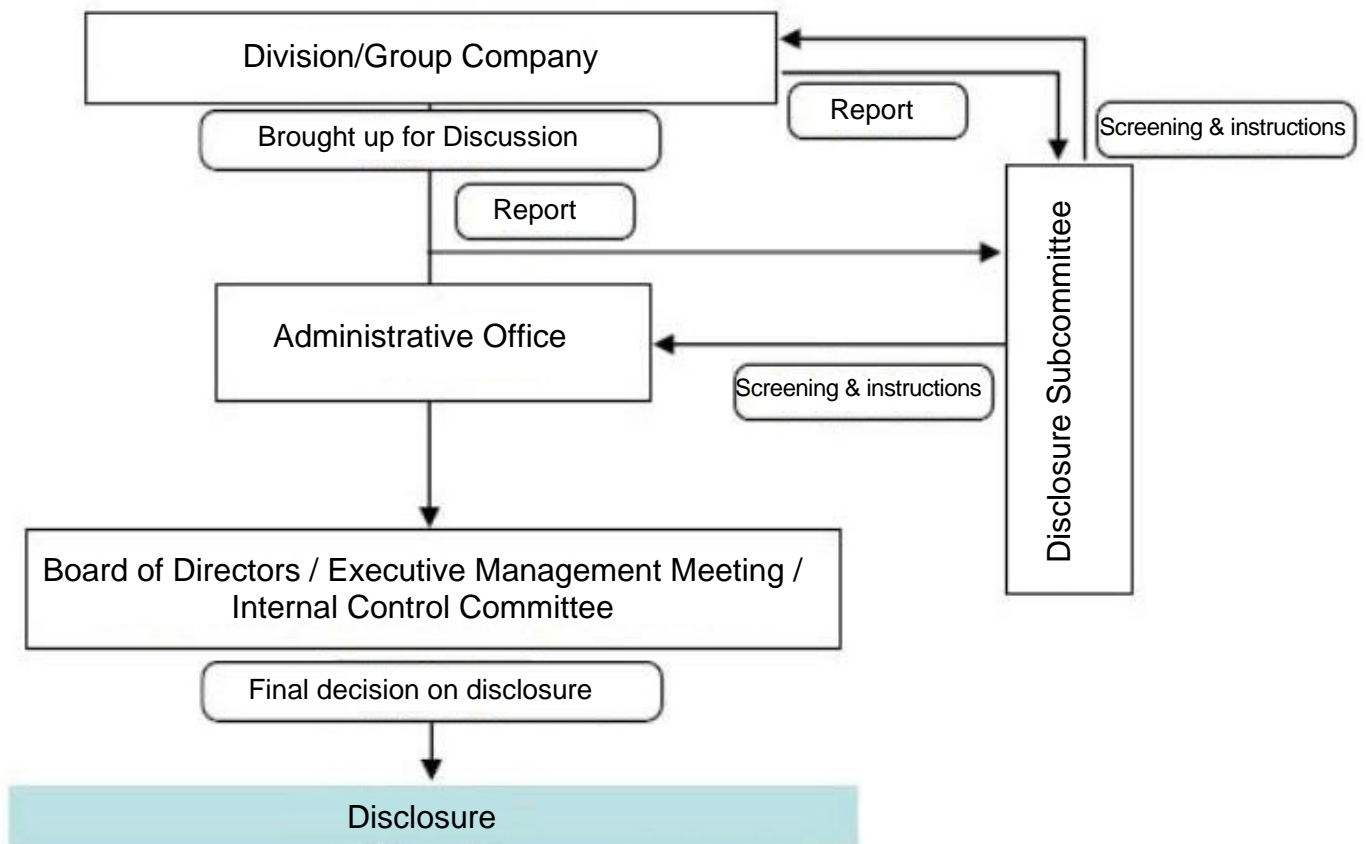 Division/Group Company
Report
Screening & instructions
Brought up for Discussion
Report
Administrative Office
Screening & instructions
Disclosure Subcommittee
Board of Directors / Executive Management Meeting /
Internal Control Committee
Final decision on disclosure
Disclosure